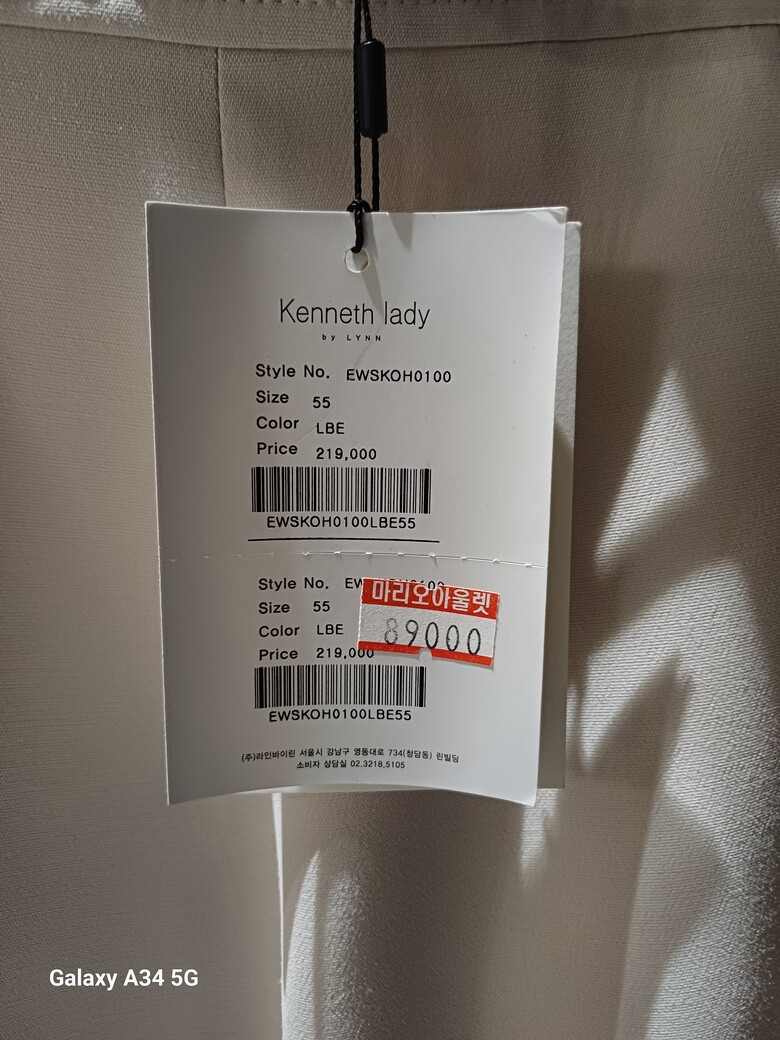 Kenneth lady
by LYNN
Style No. EWSKOH0100
Size 55
Color LBE
Price 219,000
EWSKOH0100LBE55
Style No.
Size 55
Color LBE
Price 219,000
마리오아울렛
89000
EWSKOH0100LBE55
(주)라인바이린 서울시 강남구 영동대로 734(청담동) 린빌딩
소비자 상담실 02.3218.5105
Galaxy A34 5G